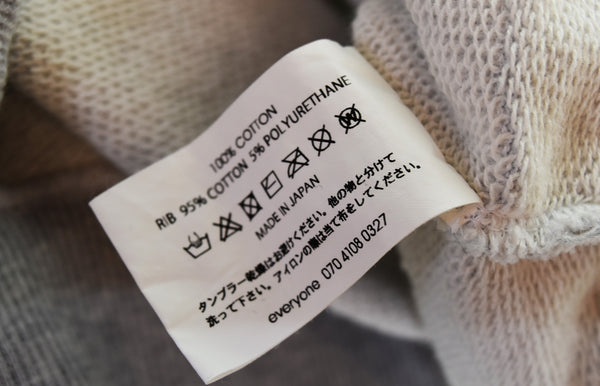 100% COTTON
RIB 95% COTTON 5% POLYURETHANE
MADE IN JAPAN
タンブラー乾燥はお避けください。他の物と分けて
洗って下さい。アイロンの際は当て布をしてください。
everyone 070 4108 0327